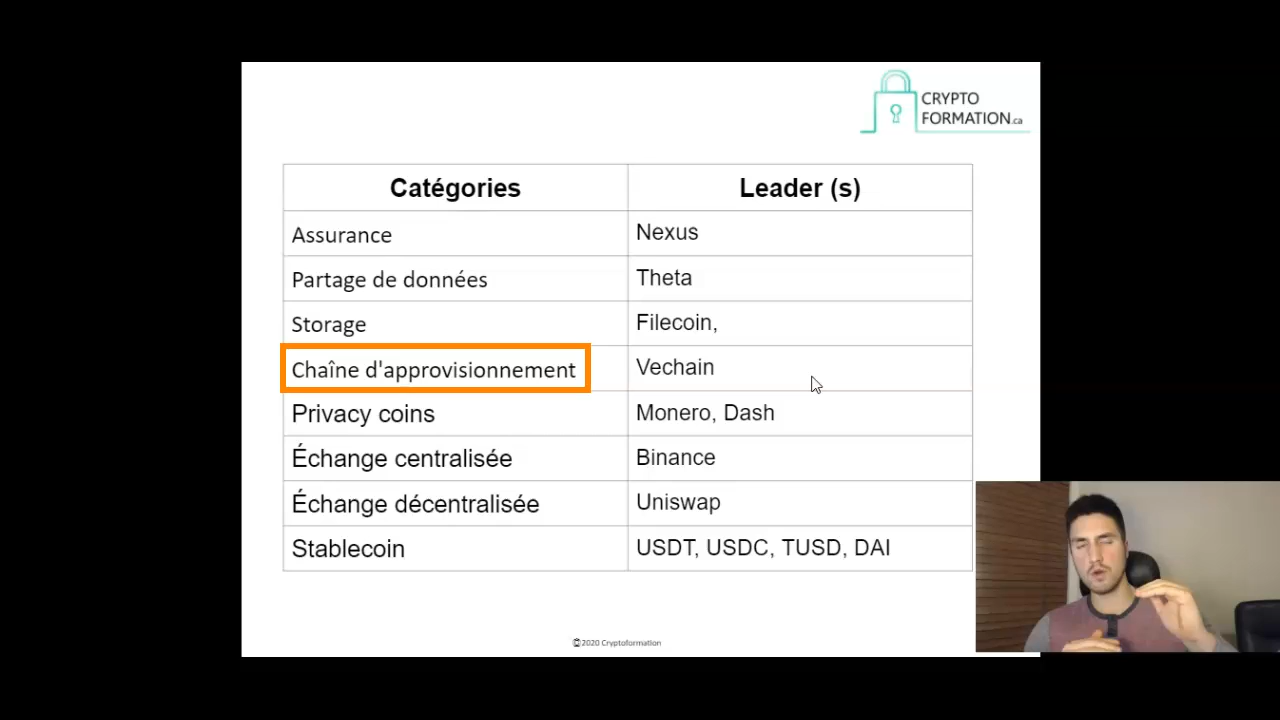 CRYPTO
FORMATION.ca
Catégories Leader (s)
Assurance Nexus
Partage de données Theta
Storage Filecoin,
Chaîne d'approvisionnement Vechain
Privacy coins Monero, Dash
Échange centralisée Binance
Échange décentralisée Uniswap
Stablecoin USDT, USDC, TUSD, DAI
©2020 Cryptoformation